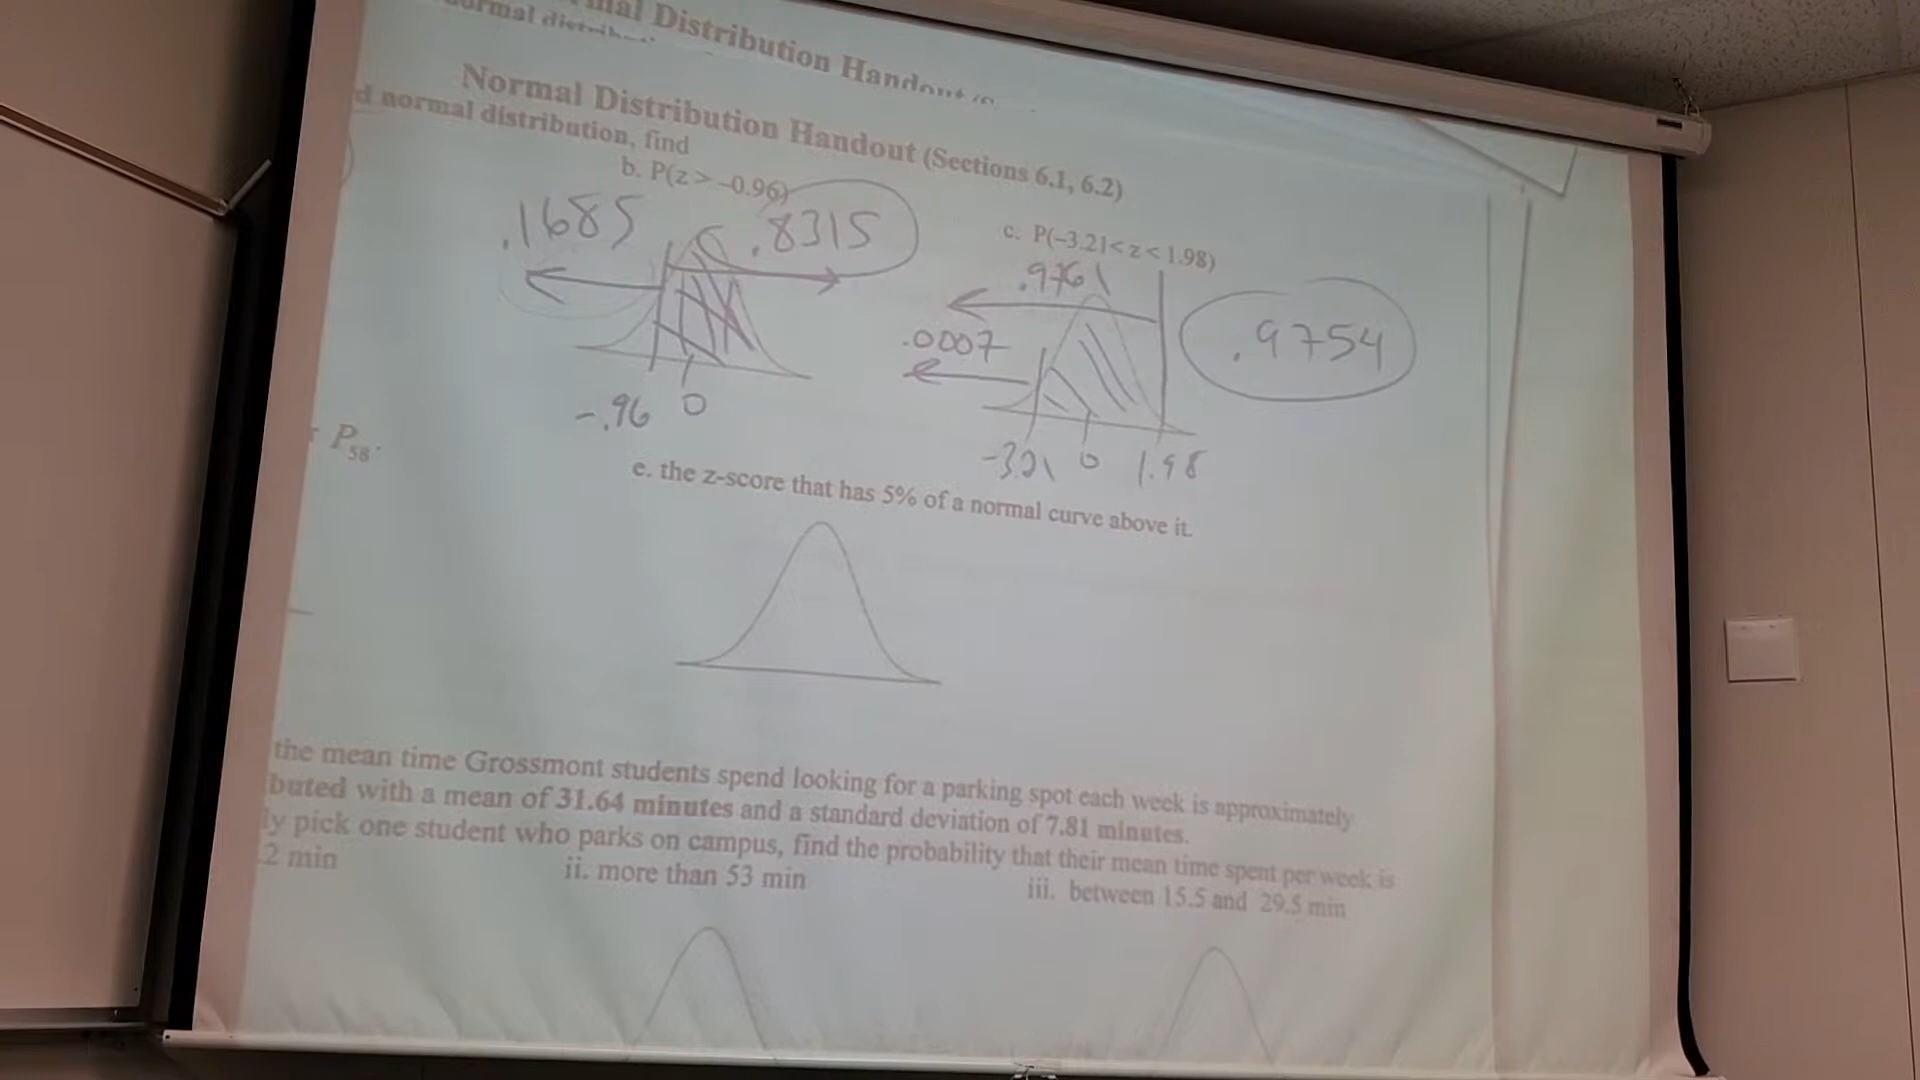 mal Distribution Handout
Normal Distribution Handout (Sections 6.1, 6.2)
d normal distribution, find
b. P(z > -0.96)
.1685
.8315
-.96 0
c. P(-3.21< z < 1.98)
.9761
.0007
.9754
-3.21 0 1.98
P58.
e. the z-score that has 5% of a normal curve above it.
the mean time Grossmont students spend looking for a parking spot each week is approximately
buted with a mean of 31.64 minutes and a standard deviation of 7.81 minutes.
ly pick one student who parks on campus, find the probability that their mean time spent per week is
2 min
ii. more than 53 min
iii. between 15.5 and 29.5 min